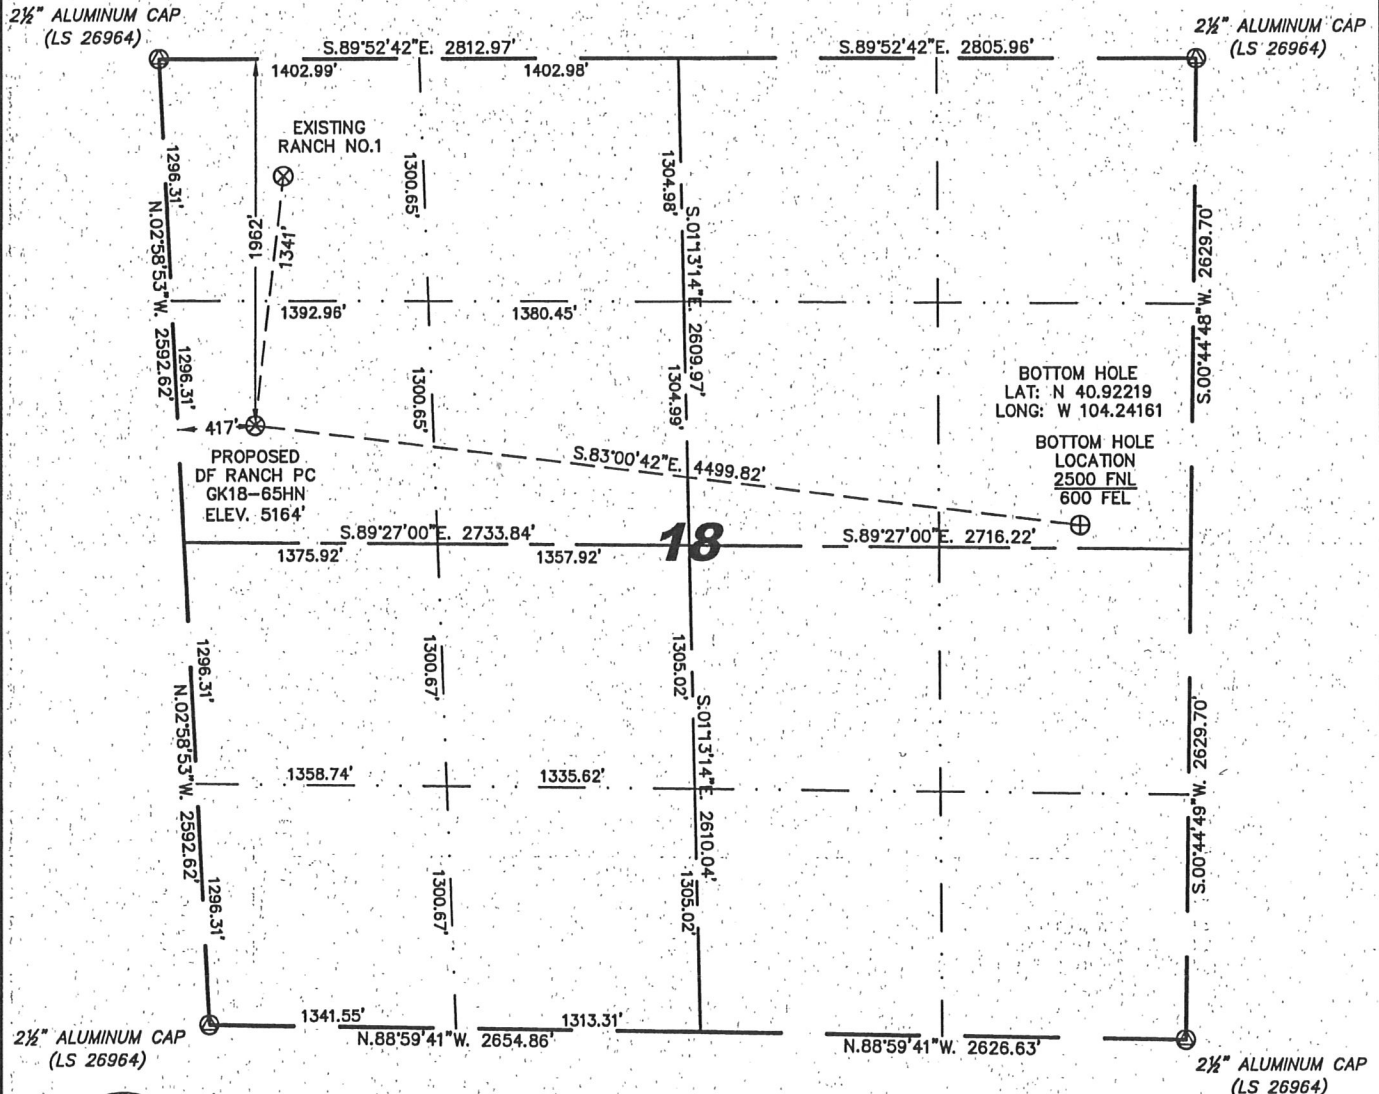 2½" ALUMINUM CAP
(LS 26964)
2½" ALUMINUM CAP
(LS 26964)
S.89°52'42"E. 2812.97'
S.89°52'42"E. 2805.96'
1402.99'
1402.98'
EXISTING
RANCH NO.1
1296.31'
N.02°58'53"W. 2592.62'
1296.31'
1962'
1341'
1300.65'
1300.65'
1304.98'
S.01°13'14"E. 2609.97'
1304.99'
S.00°44'48"W. 2629.70'
1392.96'
1380.45'
BOTTOM HOLE
LAT: N 40.92219
LONG: W 104.24161
BOTTOM HOLE
LOCATION
2500 FNL
600 FEL
417'
PROPOSED
DF RANCH PC
GK18-65HN
ELEV. 5164'
S.83°00'42"E. 4499.82'
S.89°27'00"E. 2733.84'
1375.92'
1357.92'
18
S.89°27'00"E. 2716.22'
1296.31'
N.02°58'53"W. 2592.62'
1296.31'
1300.67'
1300.67'
1305.02'
S.01°13'14"E. 2610.04'
1305.02'
S.00°44'49"W. 2629.70'
1358.74'
1335.62'
1341.55'
1313.31'
N.88°59'41"W. 2654.86'
N.88°59'41"W. 2626.63'
2½" ALUMINUM CAP
(LS 26964)
2½" ALUMINUM CAP
(LS 26964)